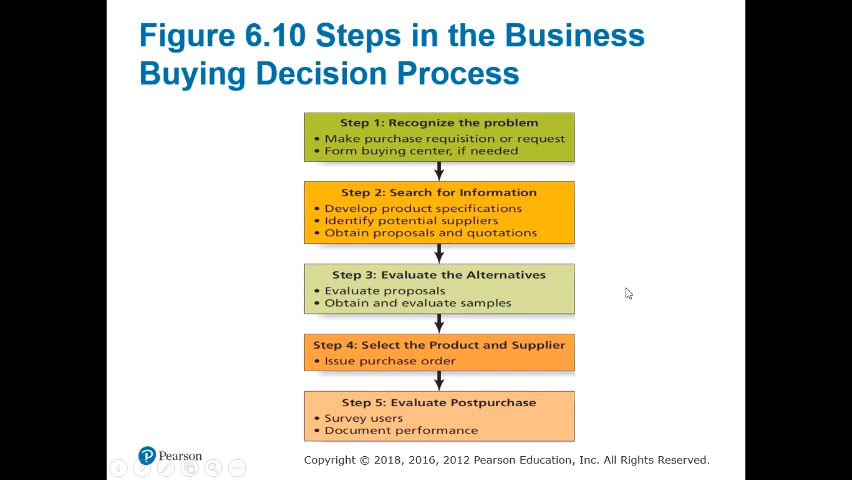 Figure 6.10 Steps in the Business
Buying Decision Process
Step 1: Recognize the problem
• Make purchase requisition or request
• Form buying center, if needed
Step 2: Search for Information
• Develop product specifications
• Identify potential suppliers
• Obtain proposals and quotations
Step 3: Evaluate the Alternatives
• Evaluate proposals
• Obtain and evaluate samples
Step 4: Select the Product and Supplier
• Issue purchase order
Step 5: Evaluate Postpurchase
• Survey users
• Document performance
P Pearson
Copyright © 2018, 2016, 2012 Pearson Education, Inc. All Rights Reserved.